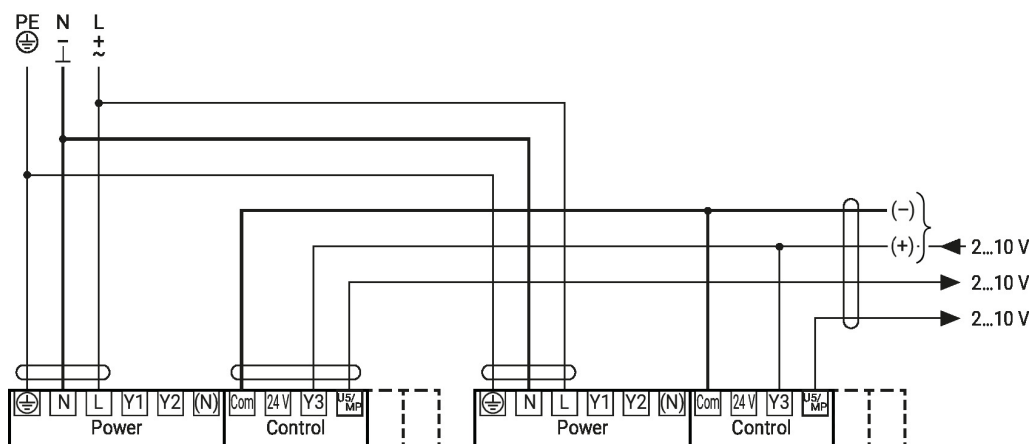 PE N L
– +
⊥ ~
(–)
(+) 2...10 V
2...10 V
2...10 V
N L Y1 Y2 (N) Com 24 V Y3 U5/MP N L Y1 Y2 (N) Com 24 V Y3 U5/MP
Power Control Power Control